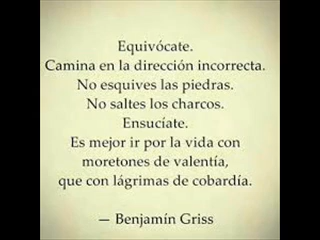 Equivócate.
Camina en la dirección incorrecta.
No esquives las piedras.
No saltes los charcos.
Ensucíate.
Es mejor ir por la vida con
moretones de valentía,
que con lágrimas de cobardía.
— Benjamín Griss